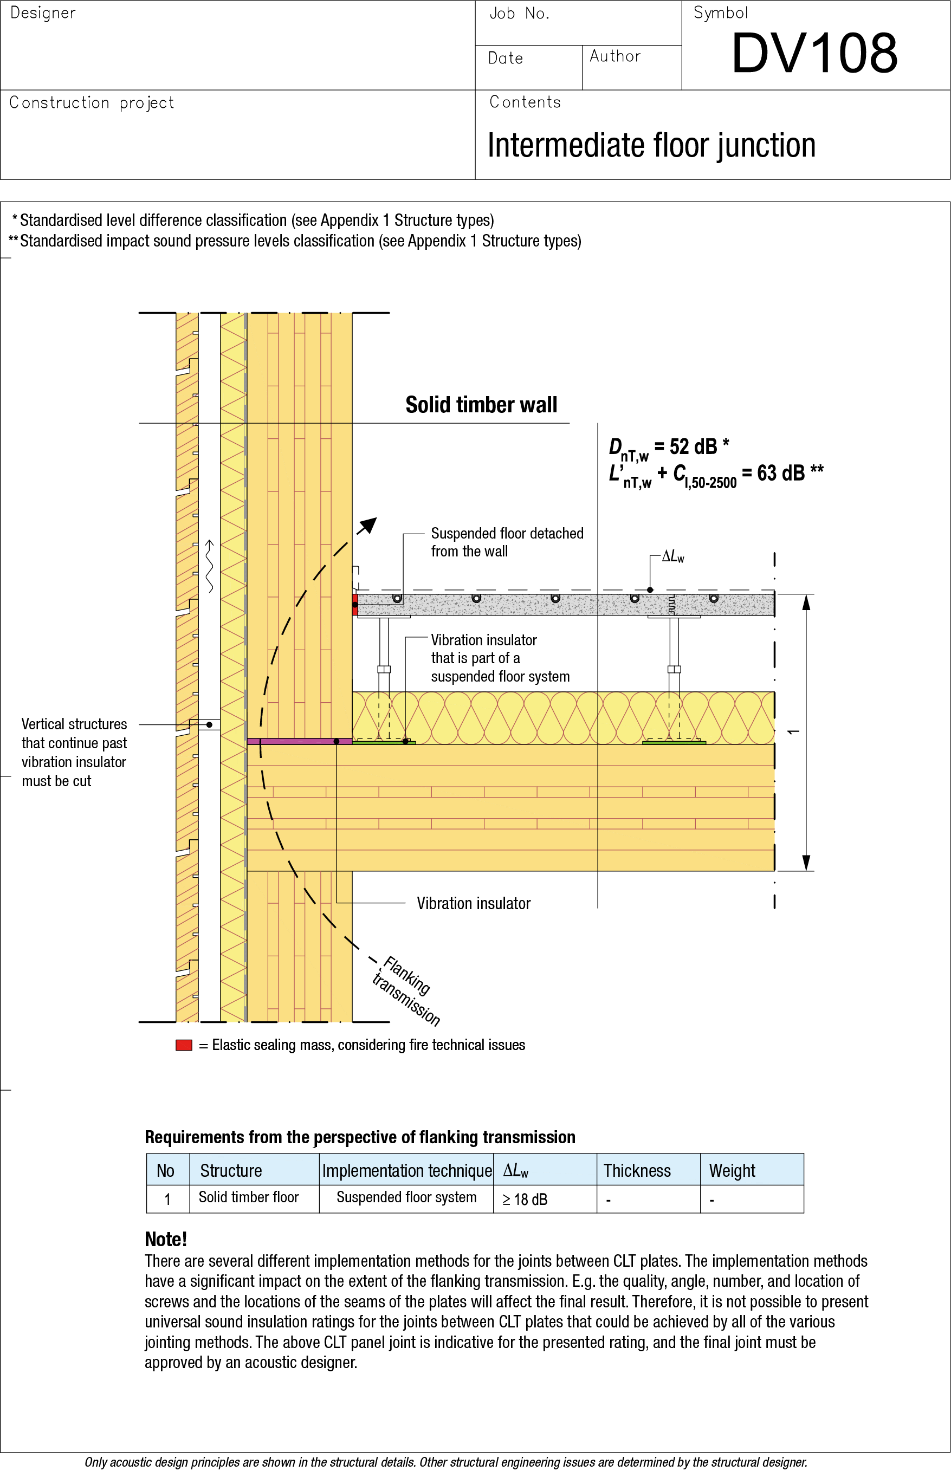 Designer
Job No.
Symbol
DV108
Date
Author
Construction project
Contents
Intermediate floor junction
* Standardised level difference classification (see Appendix 1 Structure types)
** Standardised impact sound pressure levels classification (see Appendix 1 Structure types)
Solid timber wall
DnT,w = 52 dB *
L'nT,w + CI,50-2500 = 63 dB **
Suspended floor detached
from the wall
ΔLw
Vibration insulator
that is part of a
suspended floor system
Vertical structures
that continue past
vibration insulator
must be cut
1
Vibration insulator
Flanking
transmission
= Elastic sealing mass, considering fire technical issues
Requirements from the perspective of flanking transmission
No Structure Implementation technique ΔLw Thickness Weight
1 Solid timber floor Suspended floor system ≥ 18 dB - -
Note!
There are several different implementation methods for the joints between CLT plates. The implementation methods
have a significant impact on the extent of the flanking transmission. E.g. the quality, angle, number, and location of
screws and the locations of the seams of the plates will affect the final result. Therefore, it is not possible to present
universal sound insulation ratings for the joints between CLT plates that could be achieved by all of the various
jointing methods. The above CLT panel joint is indicative for the presented rating, and the final joint must be
approved by an acoustic designer.
Only acoustic design principles are shown in the structural details. Other structural engineering issues are determined by the structural designer.